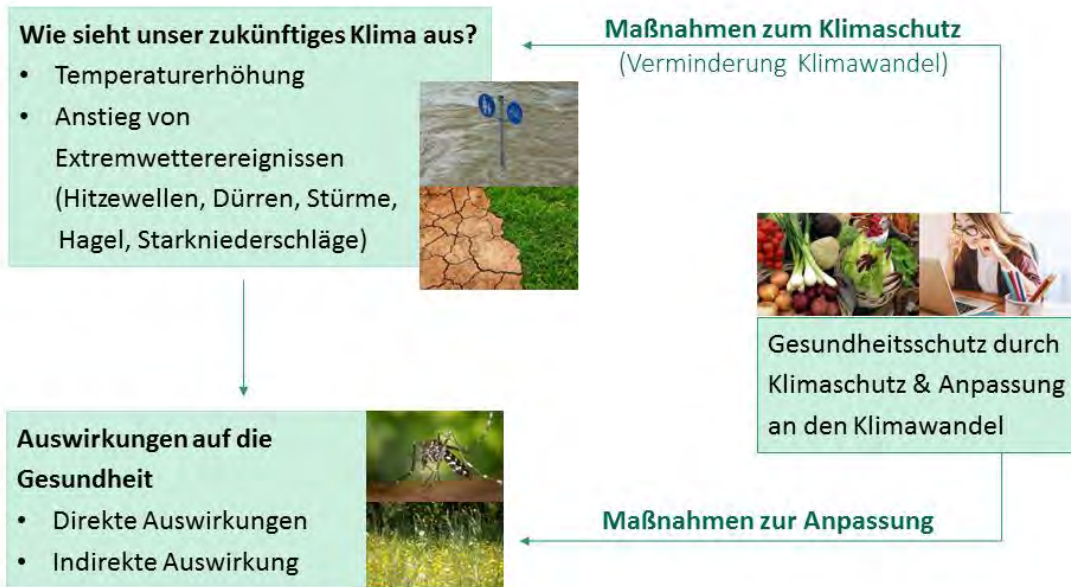 Wie sieht unser zukünftiges Klima aus?
• Temperaturerhöhung
• Anstieg von
Extremwetterereignissen
(Hitzewellen, Dürren, Stürme,
Hagel, Starkniederschläge)
Maßnahmen zum Klimaschutz
(Verminderung Klimawandel)
Gesundheitsschutz durch
Klimaschutz & Anpassung
an den Klimawandel
Auswirkungen auf die
Gesundheit
• Direkte Auswirkungen
• Indirekte Auswirkung
Maßnahmen zur Anpassung